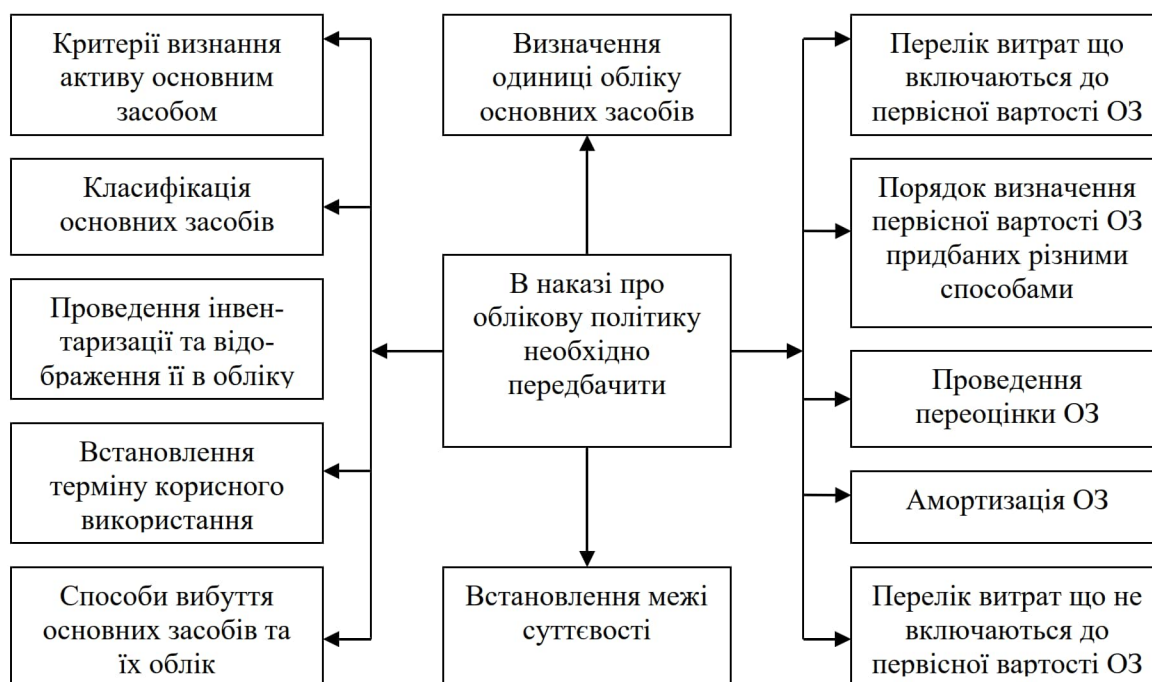 Критерії визнання
активу основним
засобом
Класифікація
основних засобів
Проведення інвен-
таризації та відо-
браження її в обліку
Встановлення
терміну корисного
використання
Способи вибуття
основних засобів та
їх облік
Визначення
одиниці обліку
основних засобів
В наказі про
облікову політику
необхідно
передбачити
Встановлення межі
суттєвості
Перелік витрат що
включаються до
первісної вартості ОЗ
Порядок визначення
первісної вартості ОЗ
придбаних різними
способами
Проведення
переоцінки ОЗ
Амортизація ОЗ
Перелік витрат що не
включаються до
первісної вартості ОЗ